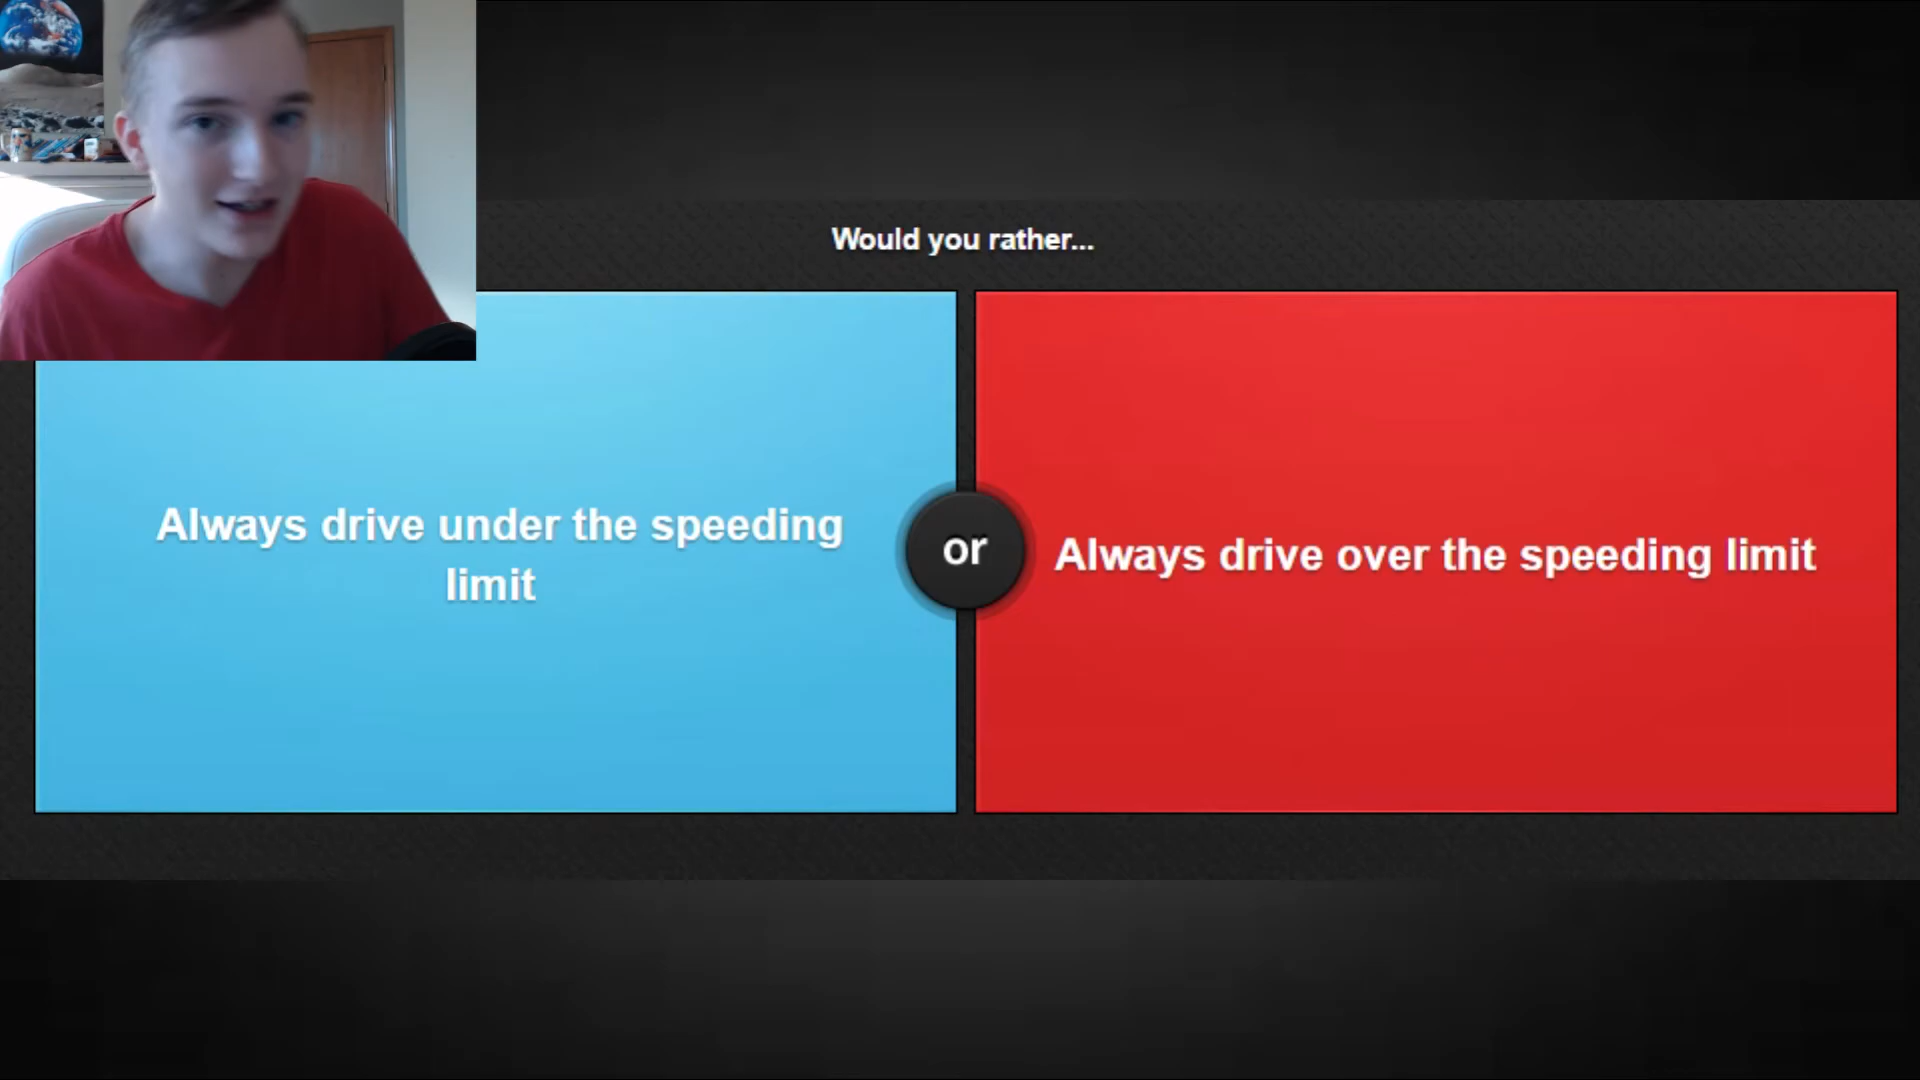 Would you rather...
Always drive under the speeding
limit
or
Always drive over the speeding limit